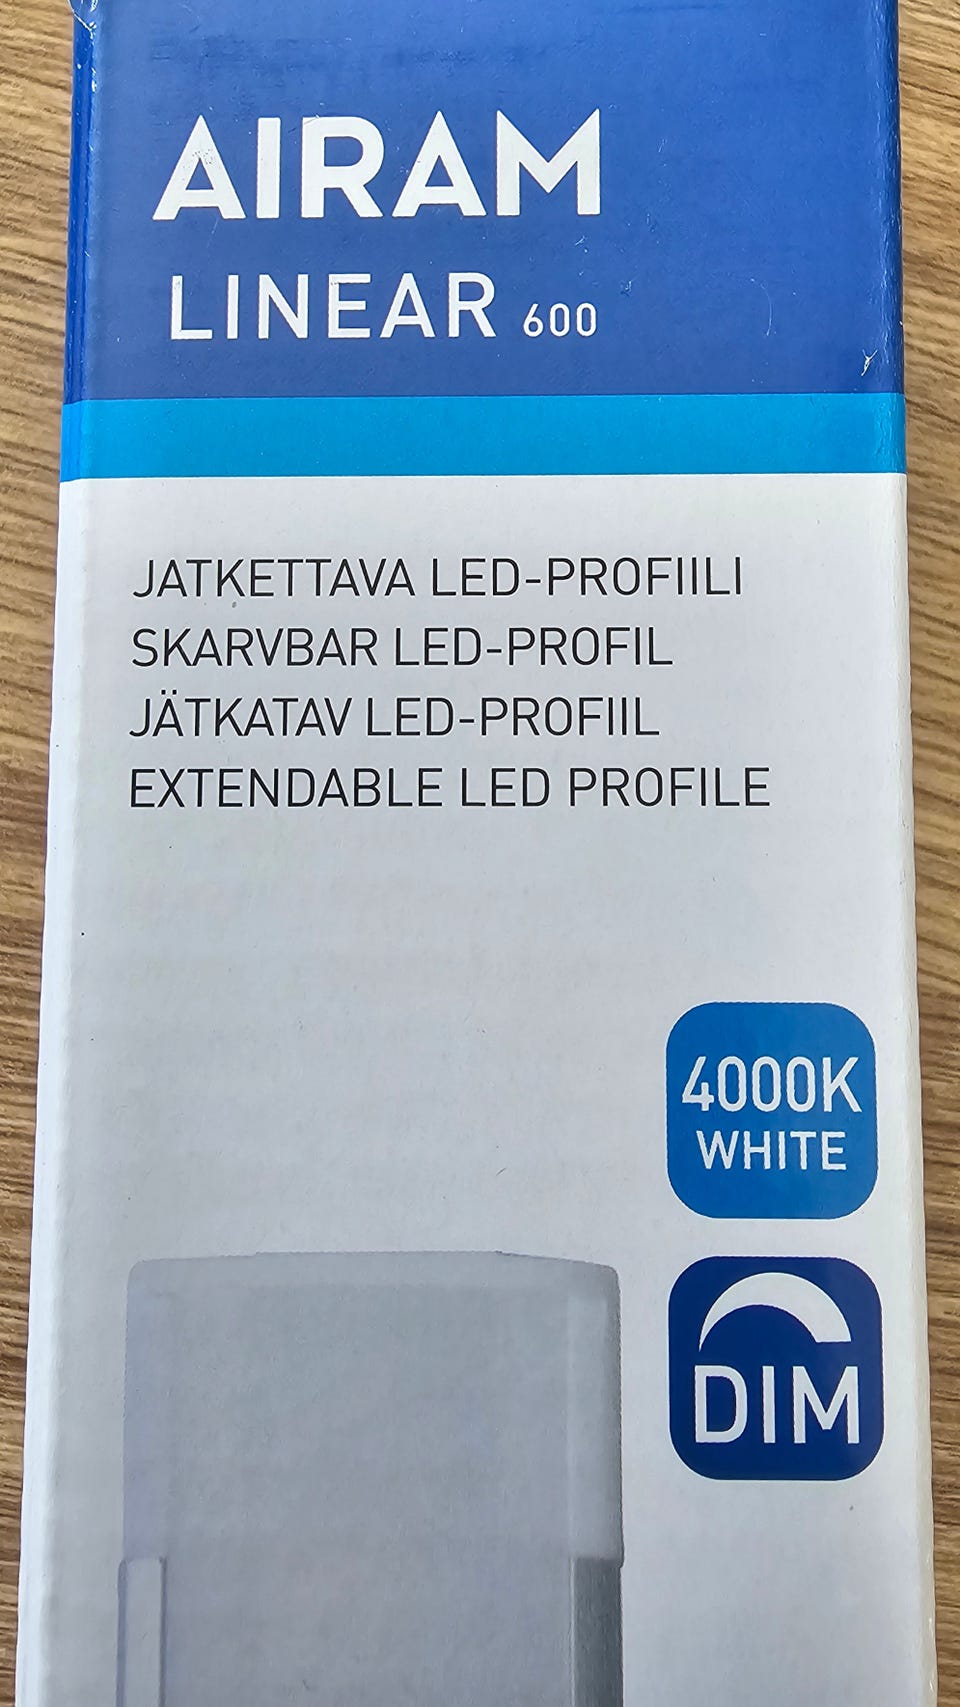 AIRAM
LINEAR 600
JATKETTAVA LED-PROFIILI
SKARVBAR LED-PROFIL
JÄTKATAV LED-PROFIIL
EXTENDABLE LED PROFILE
4000K
WHITE
DIM